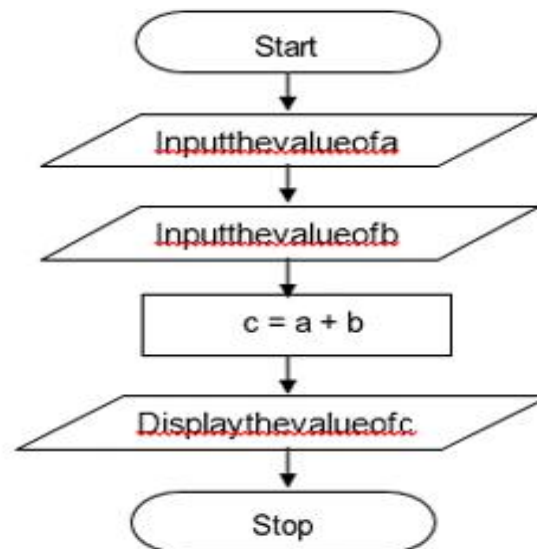 Start
Inputthevalueofa
Inputthevalueofb
c = a + b
Displaythevalueofc
Stop